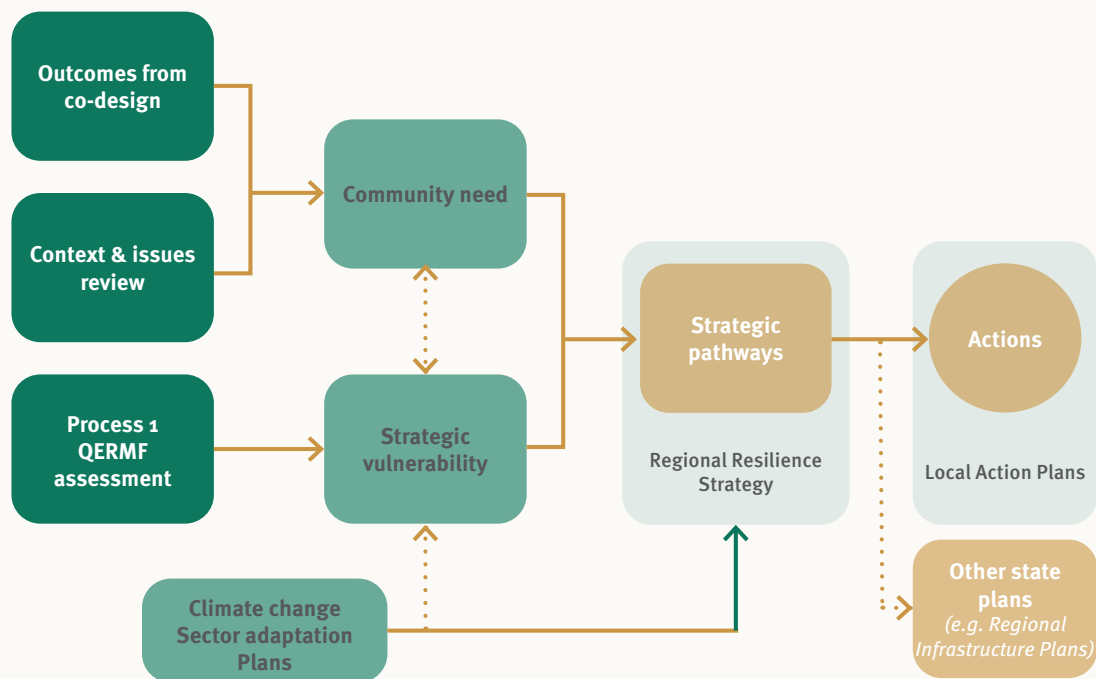 Outcomes from
co-design
Context & issues
review
Process 1
QERMF
assessment
Community need
Strategic
vulnerability
Climate change
Sector adaptation
Plans
Strategic
pathways
Regional Resilience
Strategy
Actions
Local Action Plans
Other state
plans
(e.g. Regional
Infrastructure Plans)